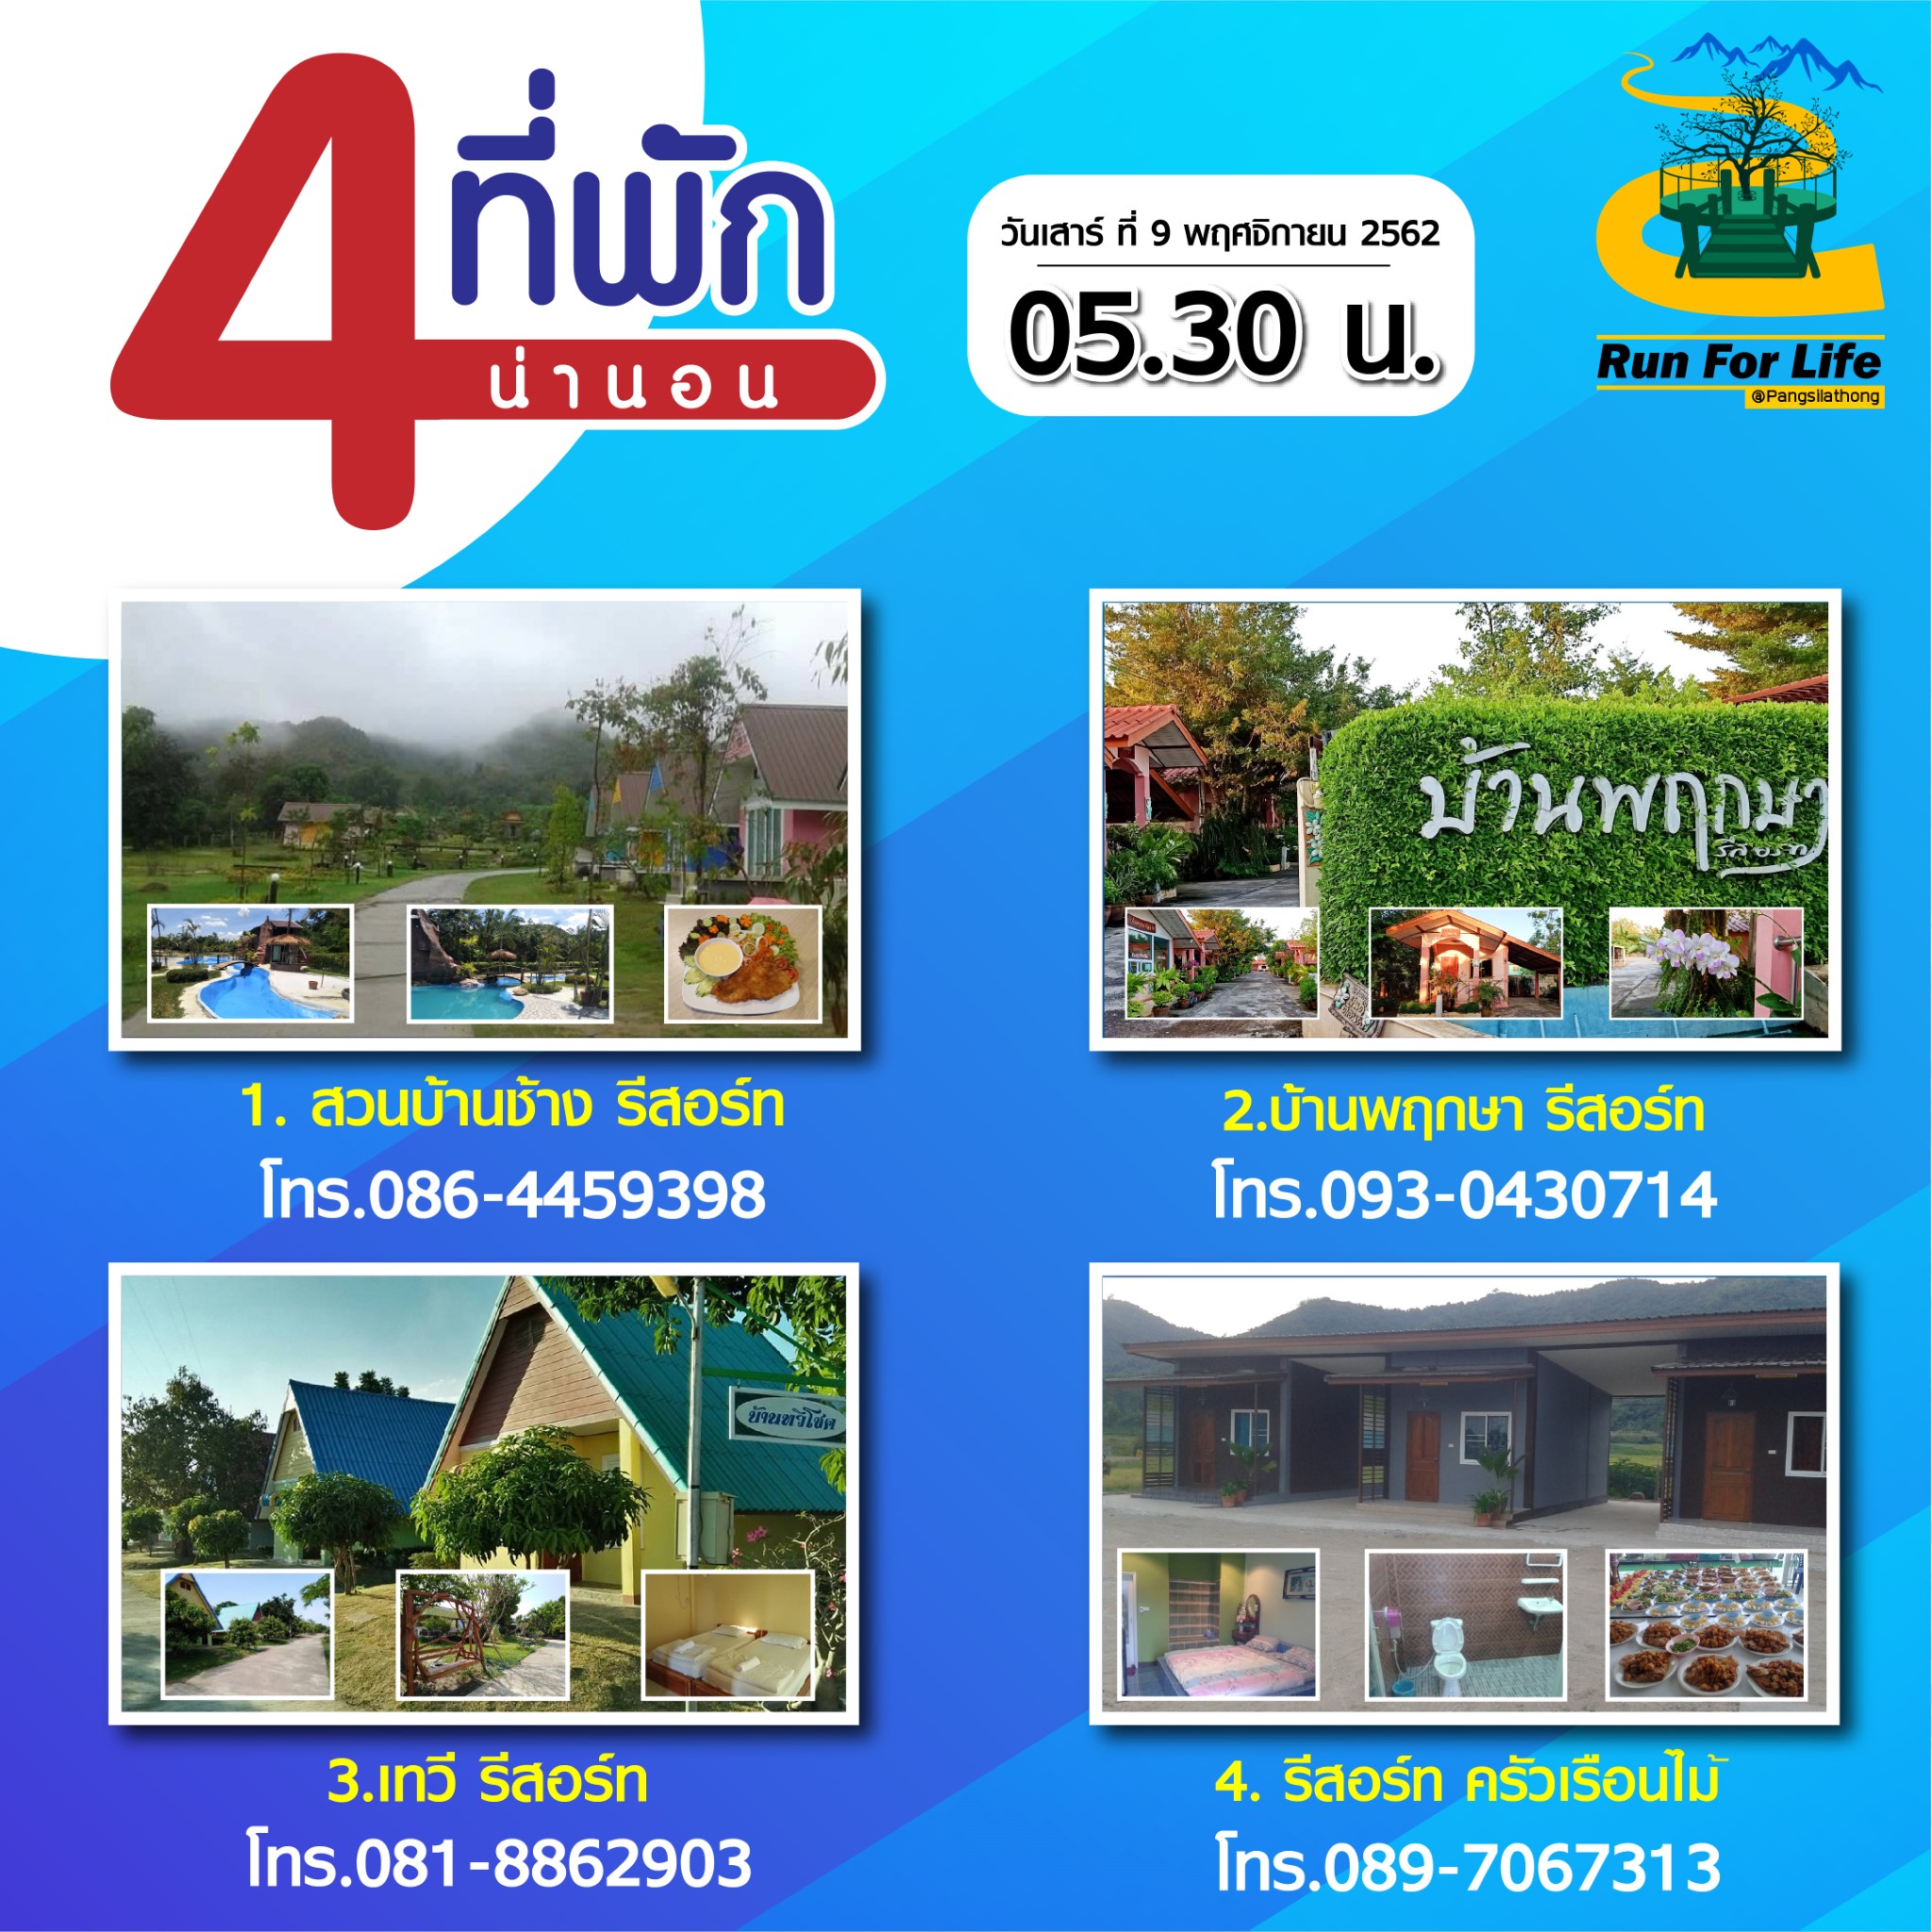 4 ที่พัก
น่านอน
วันเสาร์ ที่ 9 พฤศจิกายน 2562
05.30 น.
Run For Life
@Pangsilathong
บ้านพฤกษา
รีสอร์ท
1. สวนบ้านช้าง รีสอร์ท
โทร.086-4459398
2.บ้านพฤกษา รีสอร์ท
โทร.093-0430714
บ้านทวีโชค
3.เทวี รีสอร์ท
โทร.081-8862903
4. รีสอร์ท ครัวเรือนไม้
โทร.089-7067313